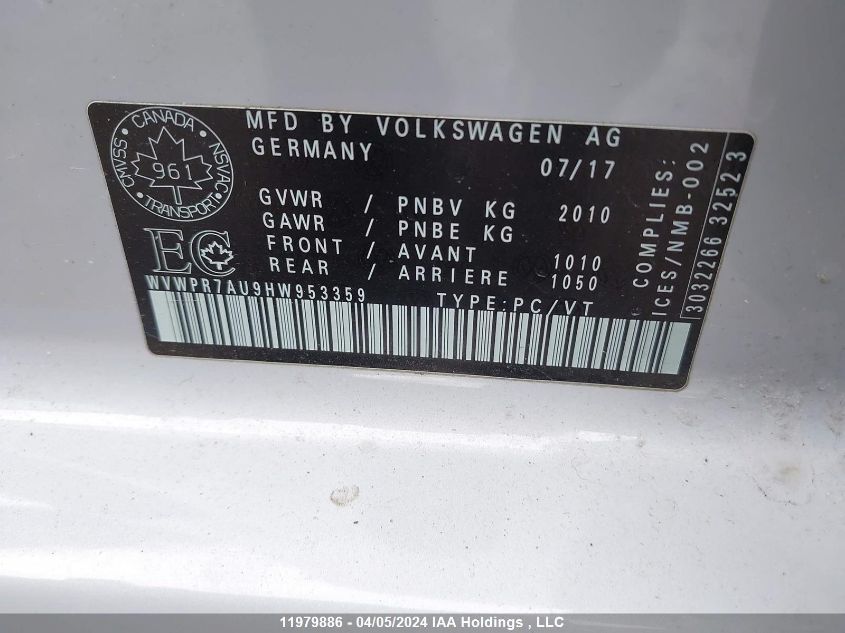 CANADA
CMVSS
961
NSVAC
TRANSPORT
EC
MFD BY VOLKSWAGEN AG
GERMANY 07/17
GVWR / PNBV KG 2010
GAWR / PNBE KG
FRONT / AVANT 1010
REAR / ARRIERE 1050
WVWPR7AU9HW953359 TYPE:PC/VT
COMPLIES:
ICES/NMB-002
3032266 32523
11979886 - 04/05/2024 IAA Holdings , LLC